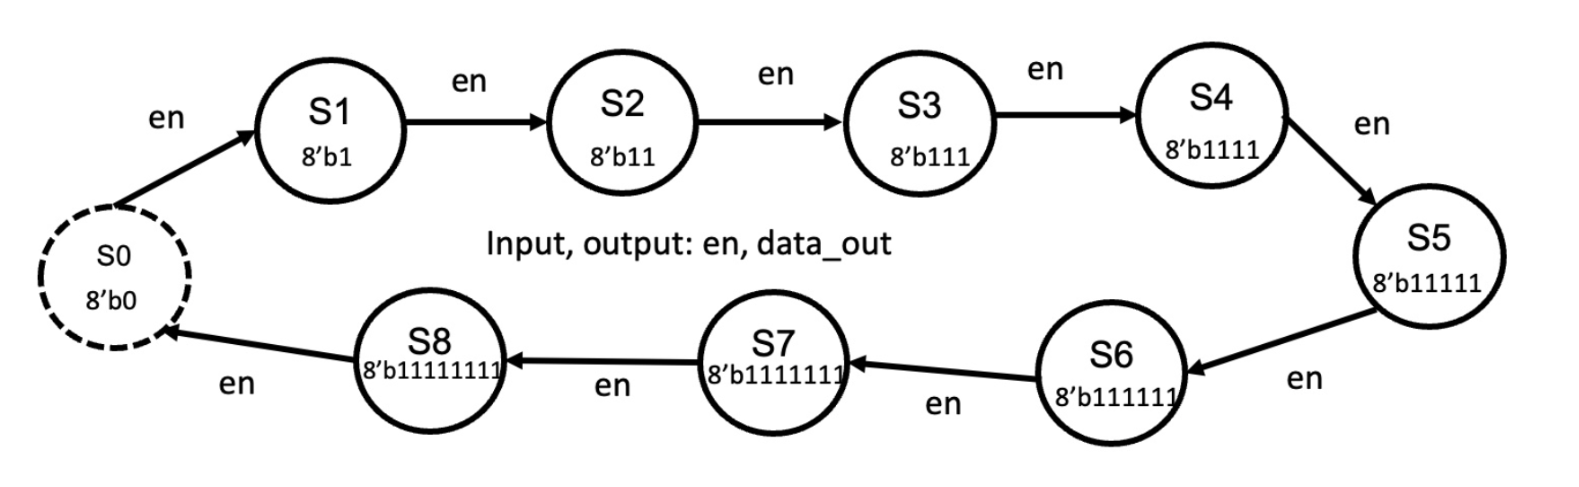 en
S1
8'b1
en
S2
8'b11
en
S3
8'b111
en
S4
8'b1111
en
S5
8'b11111
en
S6
8'b111111
en
S7
8'b1111111
en
S8
8'b11111111
en
S0
8'b0
Input, output: en, data_out